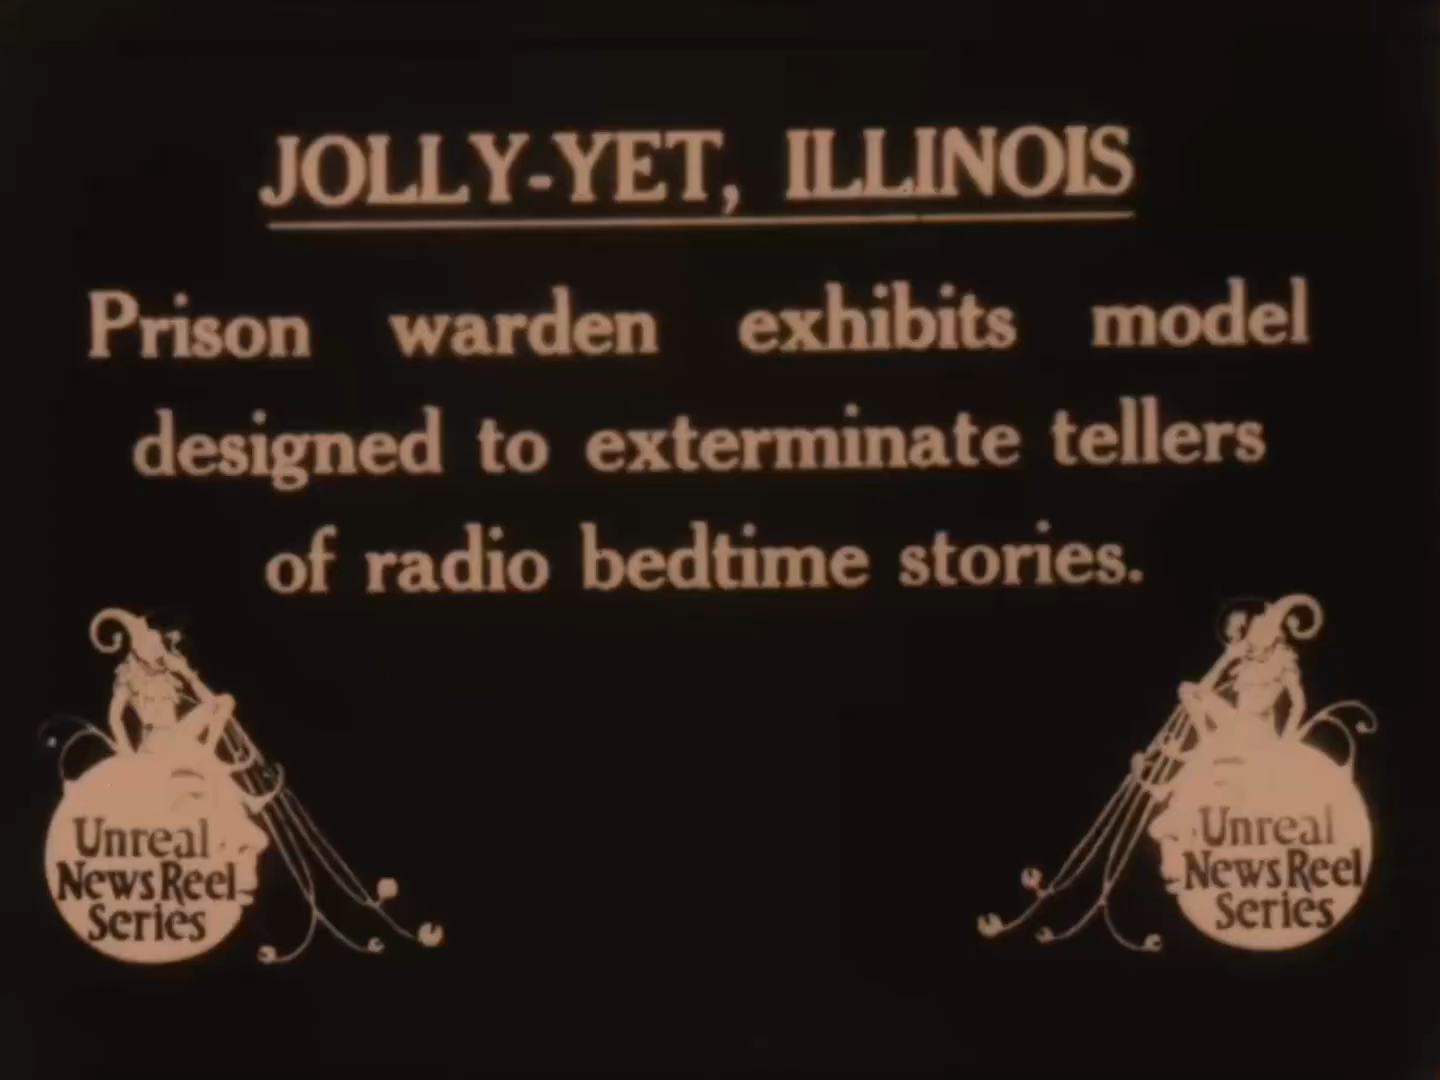 JOLLY-YET, ILLINOIS
Prison warden exhibits model
designed to exterminate tellers
of radio bedtime stories.
Unreal
News Reel
Series
Unreal
News Reel
Series